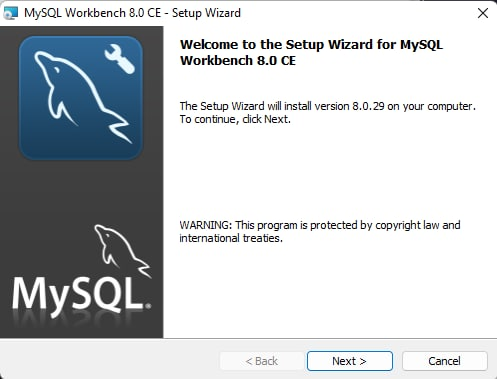 MySQL Workbench 8.0 CE - Setup Wizard
Welcome to the Setup Wizard for MySQL
Workbench 8.0 CE
The Setup Wizard will install version 8.0.29 on your computer.
To continue, click Next.
WARNING: This program is protected by copyright law and
international treaties.
MySQL®
< Back
Next >
Cancel